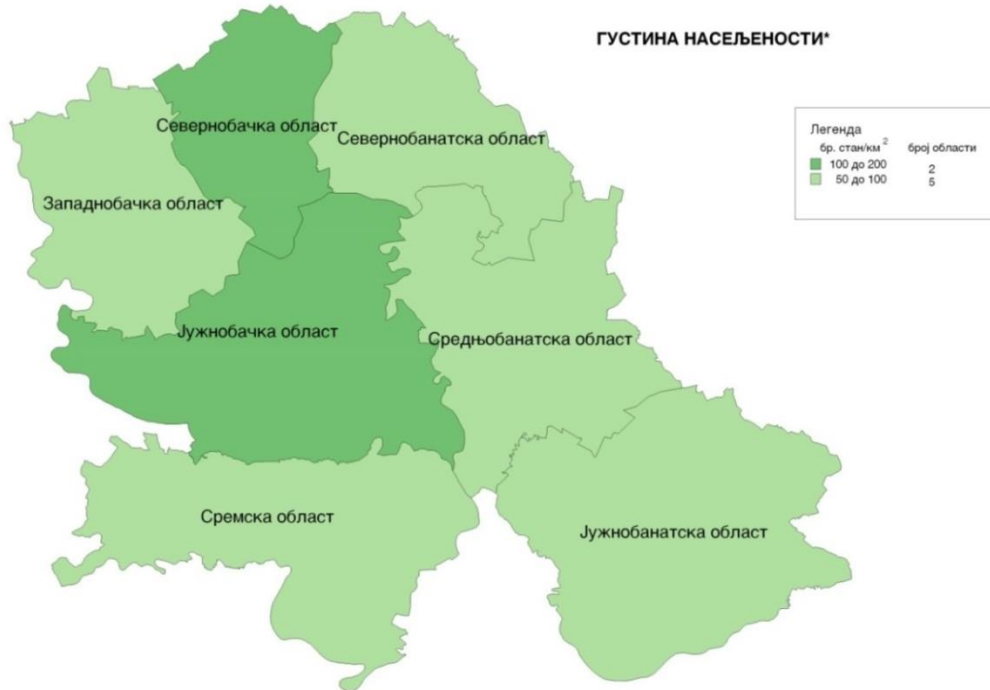 ГУСТИНА НАСЕЉЕНОСТИ*
Легенда
бр. стан/км² број области
100 до 200 2
50 до 100 5
Севернобачка област
Севернобанатска област
Западнобачка област
Јужнобачка област
Средњобанатска област
Сремска област
Јужнобанатска област